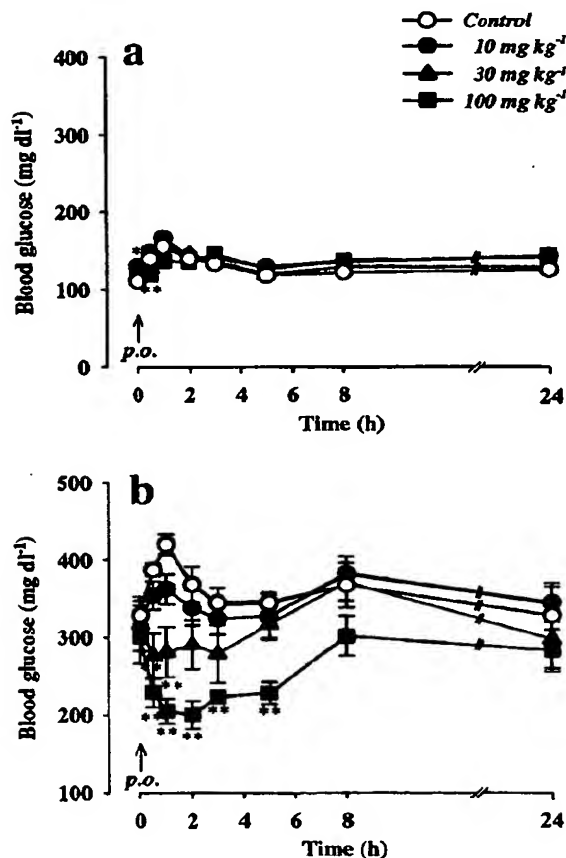 Control
10 mg kg⁻¹
30 mg kg⁻¹
100 mg kg⁻¹
a
400
300
200
100
0
Blood glucose (mg dl⁻¹)
*
**
p.o.
0 2 4 6 8 24
Time (h)
b
500
400
300
200
100
Blood glucose (mg dl⁻¹)
**
**
**
**
**
**
**
p.o.
0 2 4 6 8 24
Time (h)